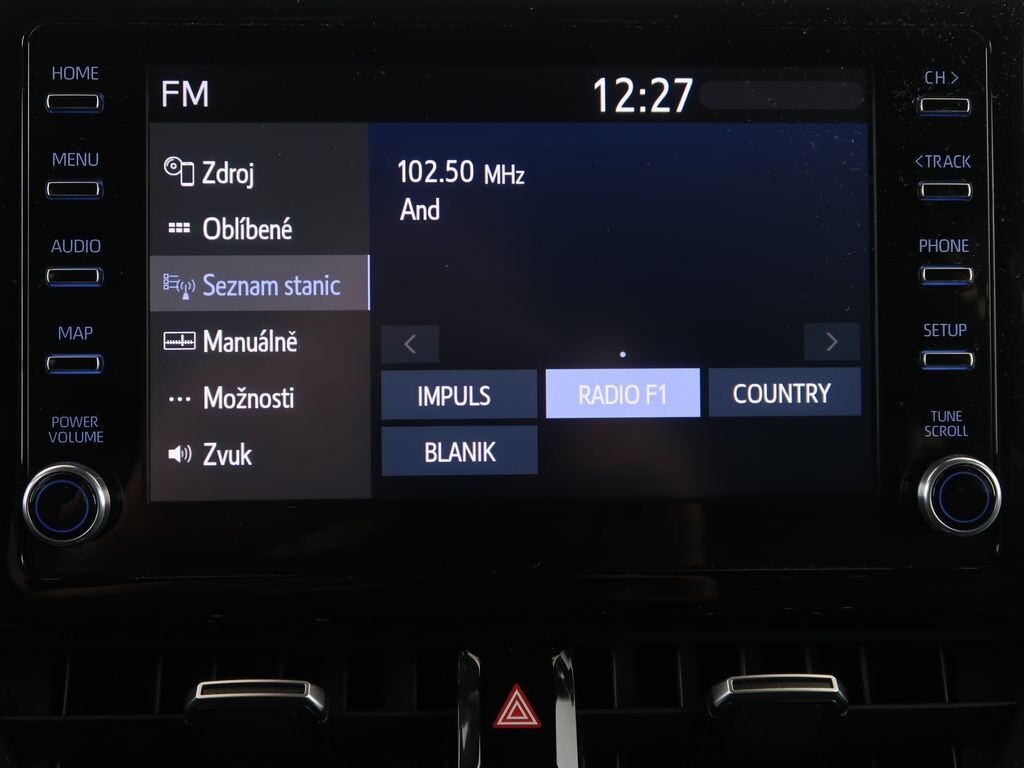 HOME
MENU
AUDIO
MAP
POWER
VOLUME
FM
12:27
Zdroj
Oblíbené
Seznam stanic
Manuálně
Možnosti
Zvuk
102.50 MHz
And
<
>
IMPULS
RADIO F1
COUNTRY
BLANIK
CH >
<TRACK
PHONE
SETUP
TUNE
SCROLL